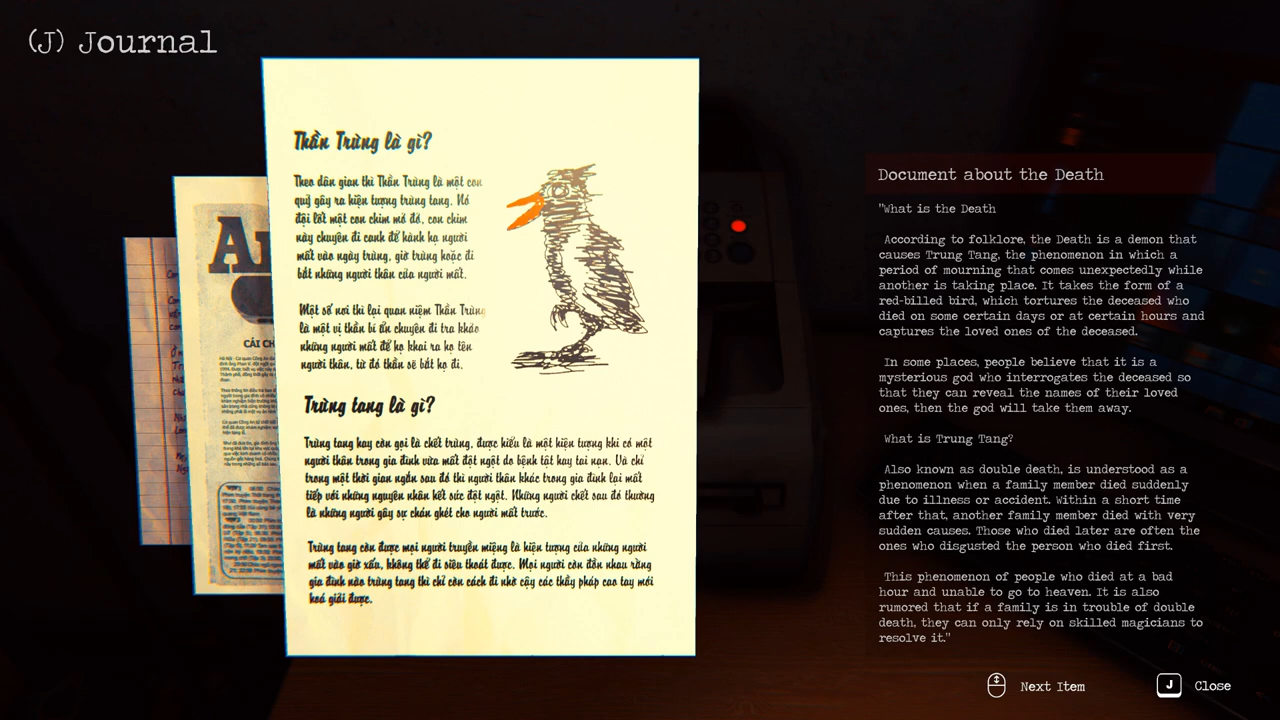 (J) Journal
Thần Trùng là gì?
Theo dân gian thì Thần Trùng là một con
quỷ gây ra hiện tượng trùng tang. Nó
đội lốt một con chim mỏ đỏ, con chim
này chuyên đi canh để hành hạ người
mất vào ngày trùng, giờ trùng hoặc đi
bắt những người thân của người mất.
Một số nơi thì lại quan niệm Thần Trùng
là một vị thần bí ẩn chuyên đi tra khảo
những người mất để họ khai ra họ tên
người thân, từ đó thần sẽ bắt họ đi.
Trùng tang là gì?
Trùng tang hay còn gọi là chết trùng, được hiểu là một hiện tượng khi có một
người thân trong gia đình vừa mất đột ngột do bệnh tật hay tai nạn. Và chỉ
trong một thời gian ngắn sau đó thì người thân khác trong gia đình lại mất
tiếp với những nguyên nhân hết sức đột ngột. Những người chết sau đó thường
là những người gây sự chán ghét cho người mất trước.
Trùng tang còn được mọi người truyền miệng là hiện tượng của những người
mất vào giờ xấu, không thể đi siêu thoát được. Mọi người còn đồn nhau rằng
gia đình nào trùng tang thì chỉ còn cách đi nhờ cậy các thầy pháp cao tay mới
hoá giải được.
CÁI CH
Document about the Death
"What is the Death
According to folklore, the Death is a demon that
causes Trung Tang, the phenomenon in which a
period of mourning that comes unexpectedly while
another is taking place. It takes the form of a
red-billed bird, which tortures the deceased who
died on some certain days or at certain hours and
captures the loved ones of the deceased.
In some places, people believe that it is a
mysterious god who interrogates the deceased so
that they can reveal the names of their loved
ones, then the god will take them away.
What is Trung Tang?
Also known as double death, is understood as a
phenomenon when a family member died suddenly
due to illness or accident. Within a short time
after that, another family member died with very
sudden causes. Those who died later are often the
ones who disgusted the person who died first.
This phenomenon of people who died at a bad
hour and unable to go to heaven. It is also
rumored that if a family is in trouble of double
death, they can only rely on skilled magicians to
resolve it."
Next Item
J Close